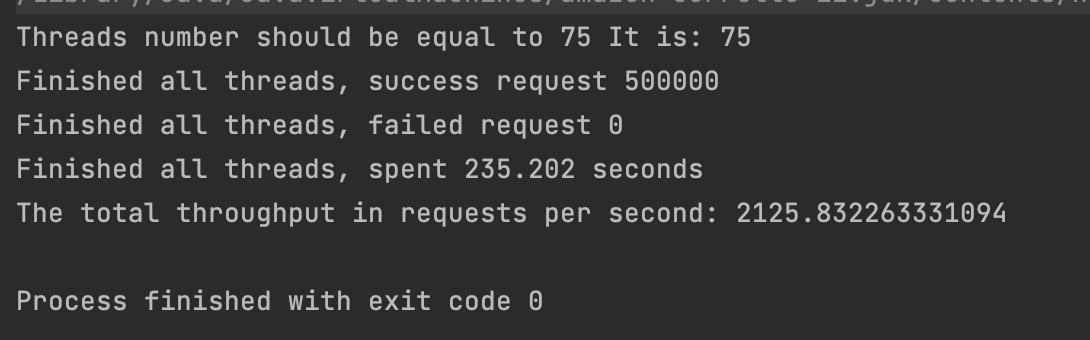 Threads number should be equal to 75 It is: 75
Finished all threads, success request 500000
Finished all threads, failed request 0
Finished all threads, spent 235.202 seconds
The total throughput in requests per second: 2125.832263331094
Process finished with exit code 0